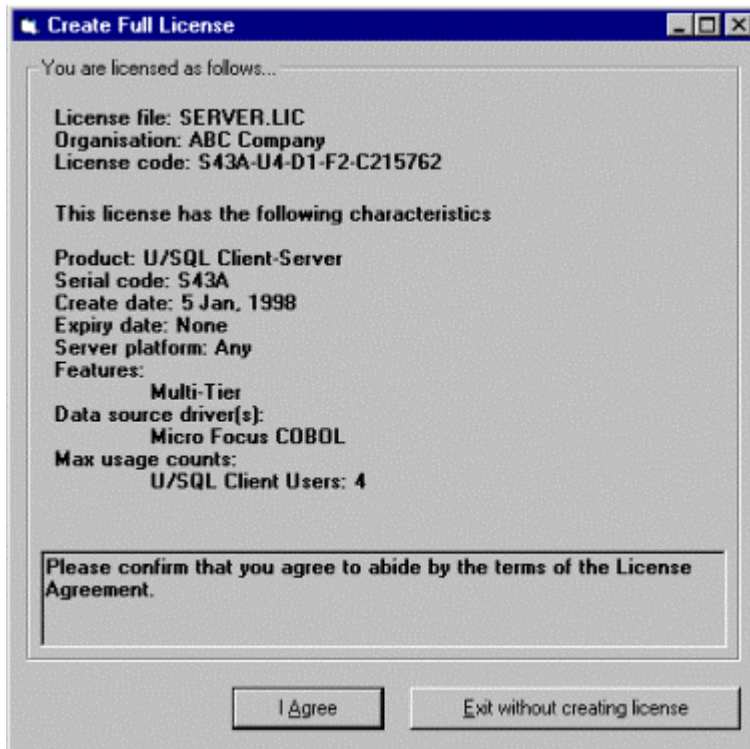 Create Full License
You are licensed as follows...
License file: SERVER.LIC
Organisation: ABC Company
License code: S43A-U4-D1-F2-C215762
This license has the following characteristics
Product: U/SQL Client-Server
Serial code: S43A
Create date: 5 Jan, 1998
Expiry date: None
Server platform: Any
Features:
Multi-Tier
Data source driver(s):
Micro Focus COBOL
Max usage counts:
U/SQL Client Users: 4
Please confirm that you agree to abide by the terms of the License
Agreement.
I Agree
Exit without creating license